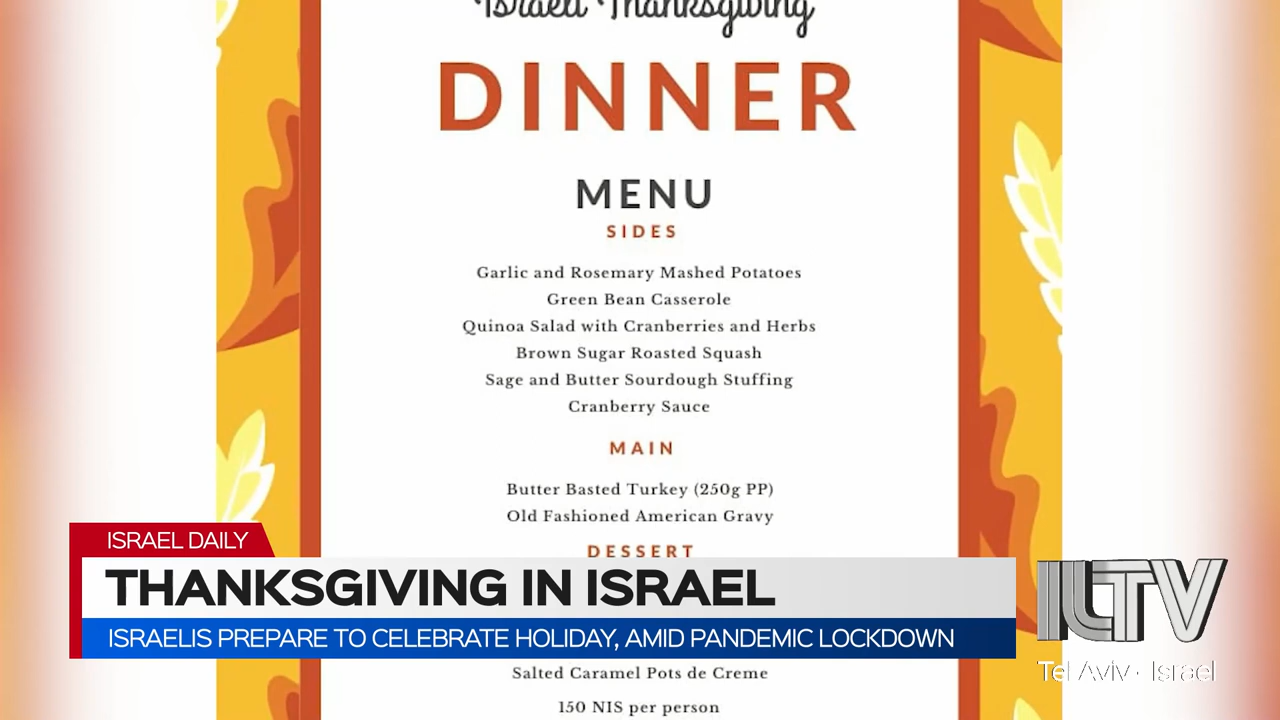 Israeli Thanksgiving
DINNER
MENU
SIDES
Garlic and Rosemary Mashed Potatoes
Green Bean Casserole
Quinoa Salad with Cranberries and Herbs
Brown Sugar Roasted Squash
Sage and Butter Sourdough Stuffing
Cranberry Sauce
MAIN
Butter Basted Turkey (250g PP)
Old Fashioned American Gravy
DESSERT
ISRAEL DAILY
THANKSGIVING IN ISRAEL
ISRAELIS PREPARE TO CELEBRATE HOLIDAY, AMID PANDEMIC LOCKDOWN
ILTV
Tel Aviv · Israel
Salted Caramel Pots de Creme
150 NIS per person